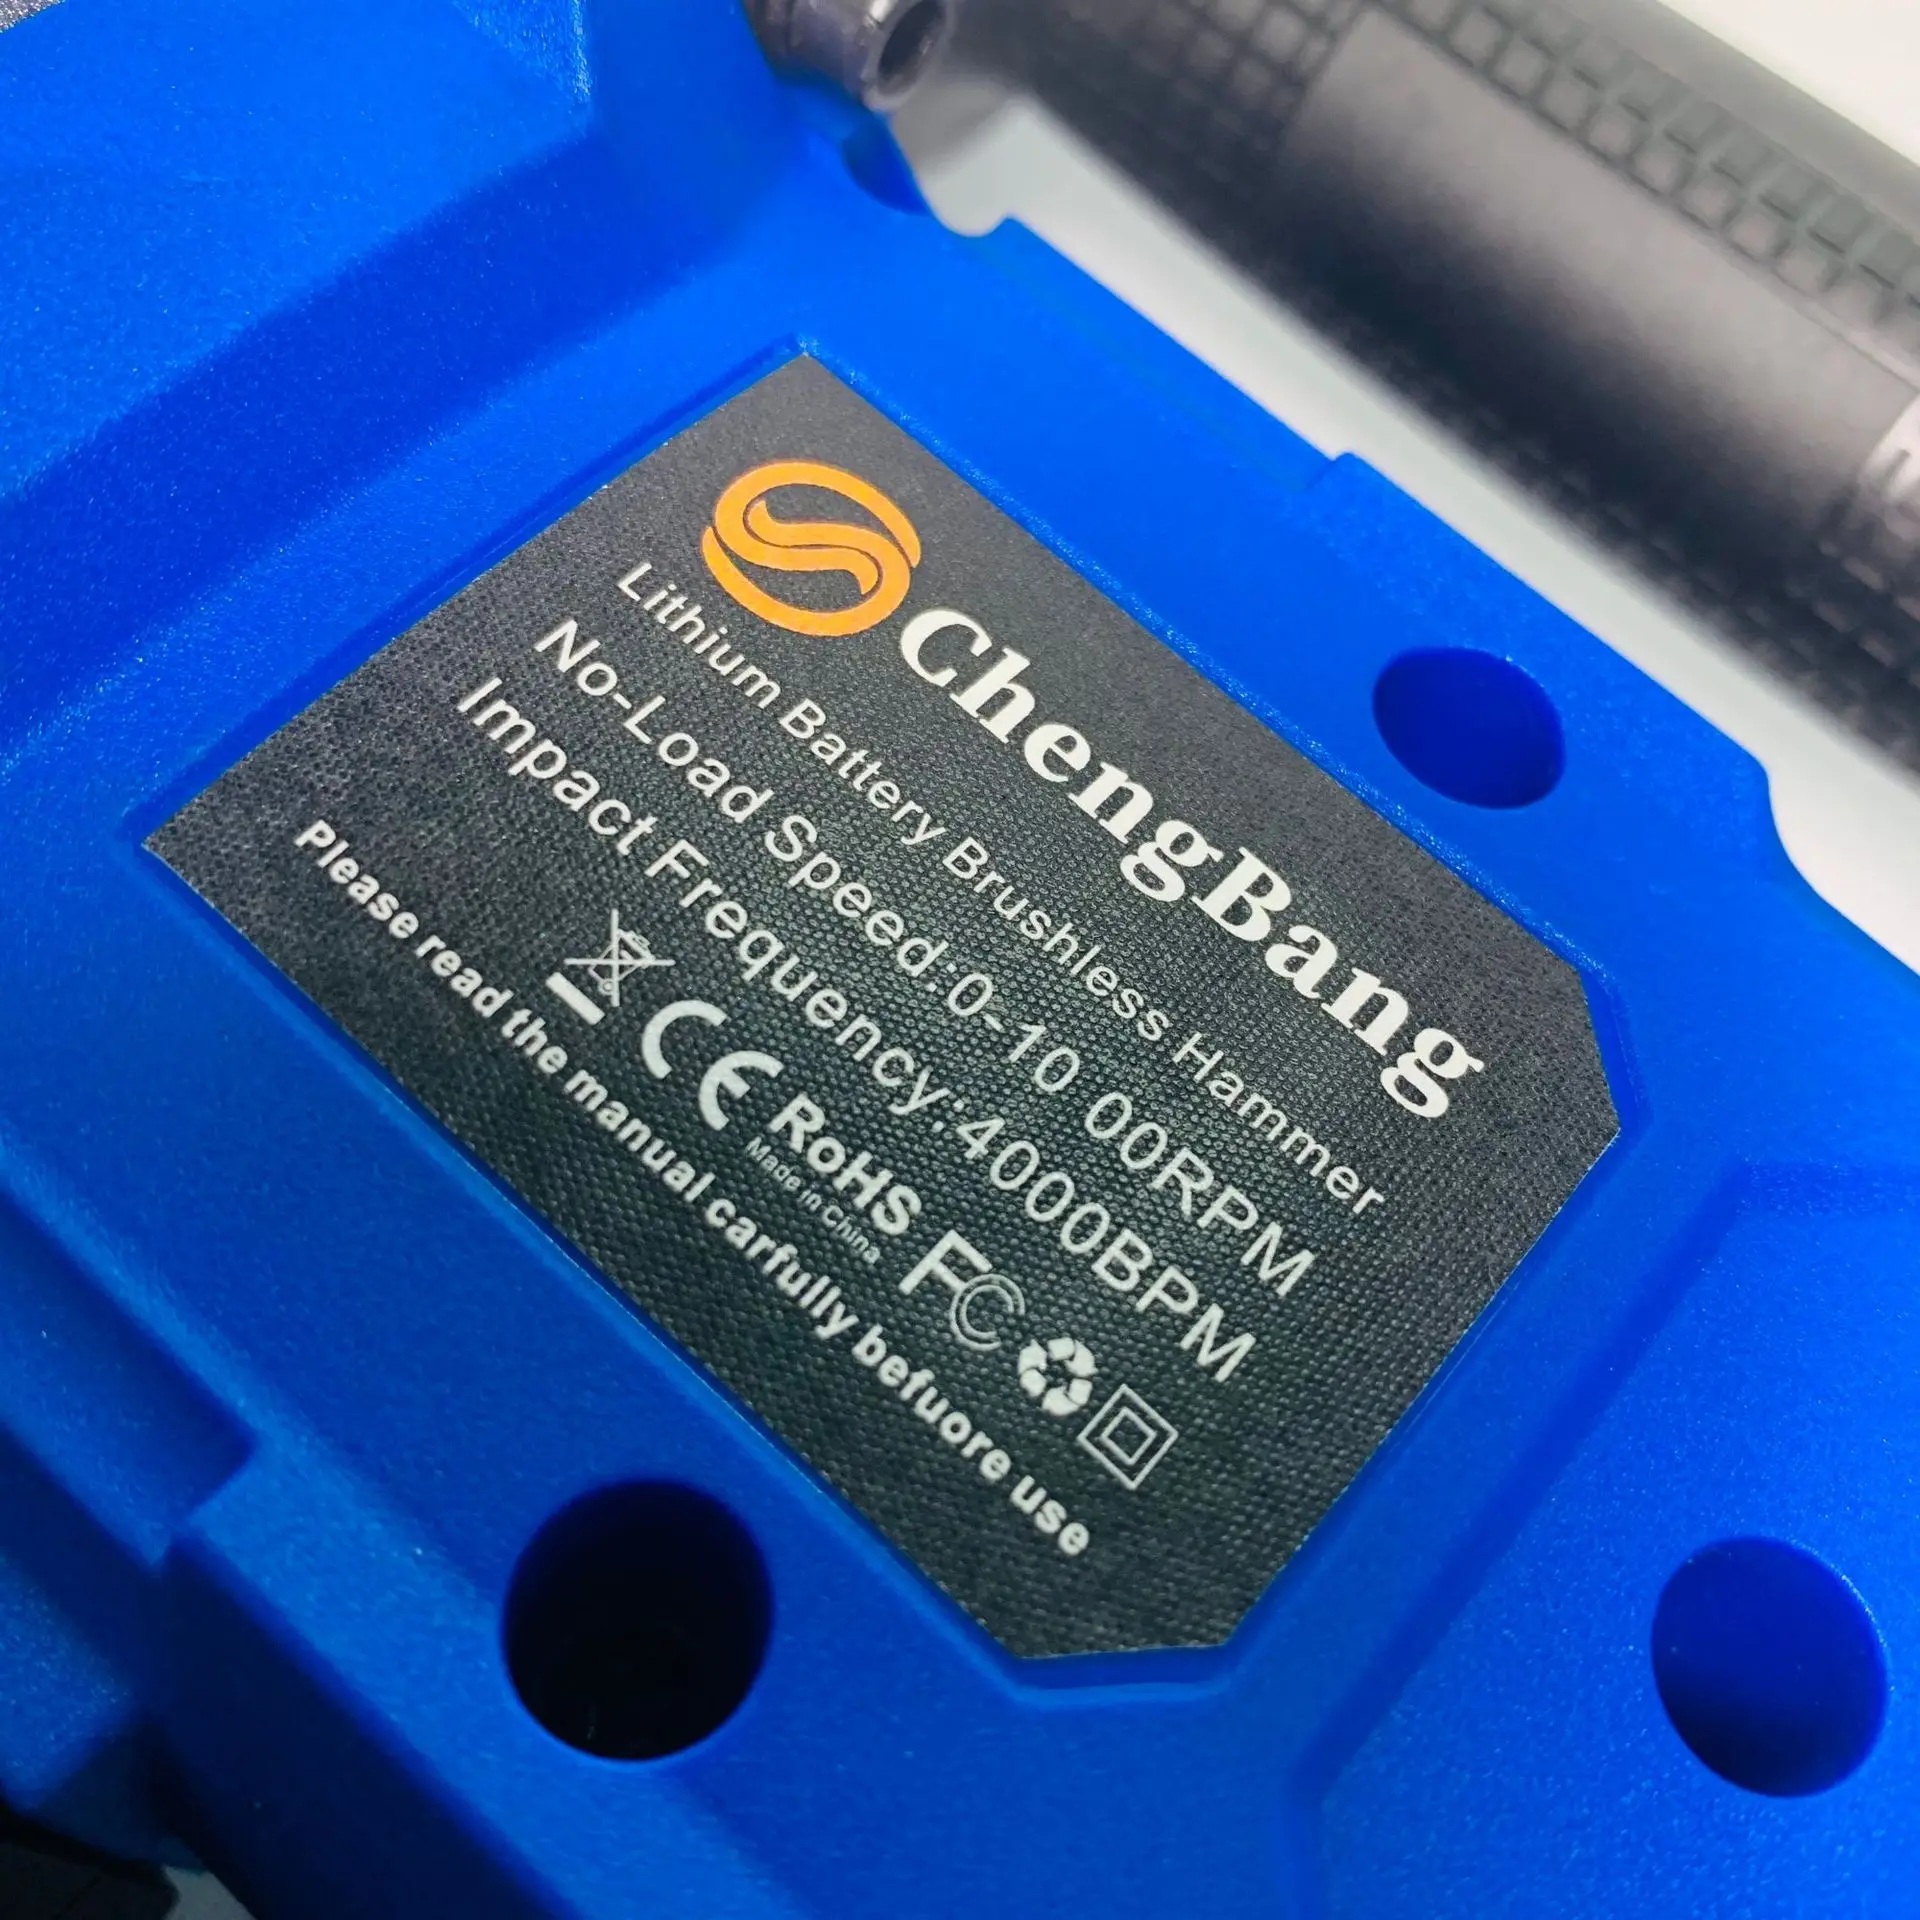 ChengBang
Lithium Battery Brushless Hammer
No-Load Speed:0-10 00RPM
Impact Frequency:4000BPM
CE RoHS FC
Made in China
Please read the manual carfully befuore use